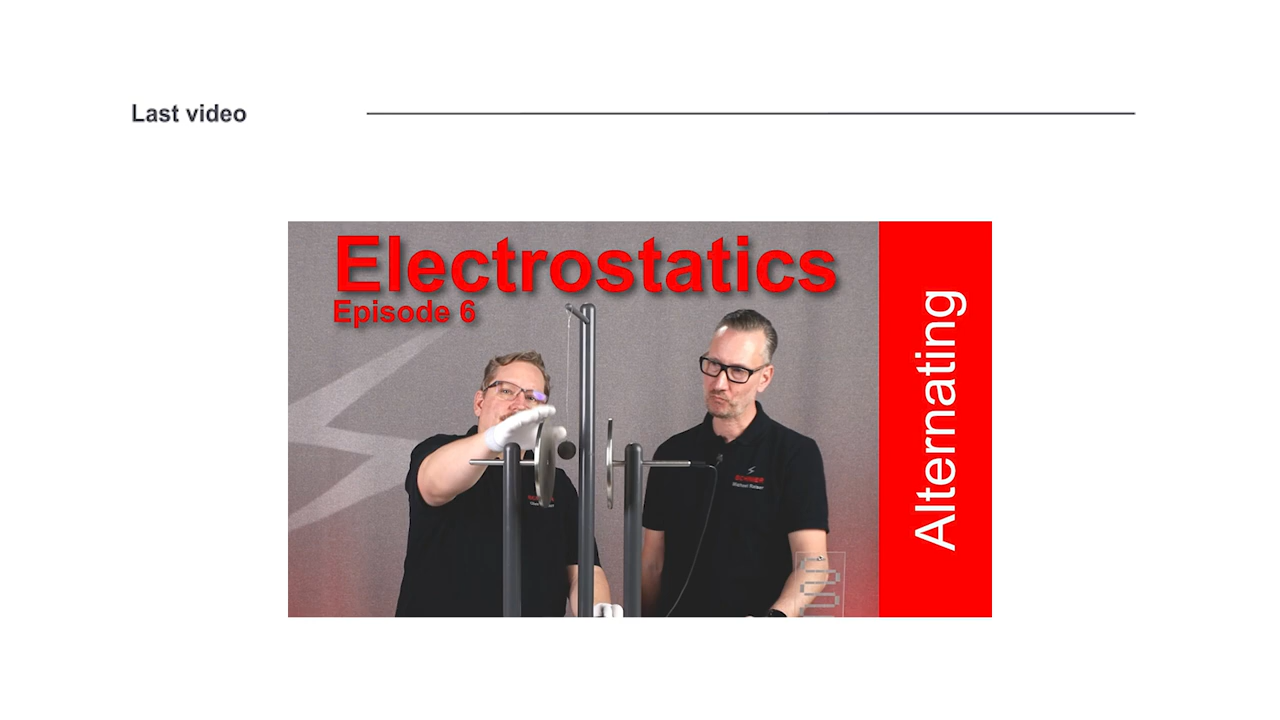 Last video
Electrostatics
Episode 6
Alternating